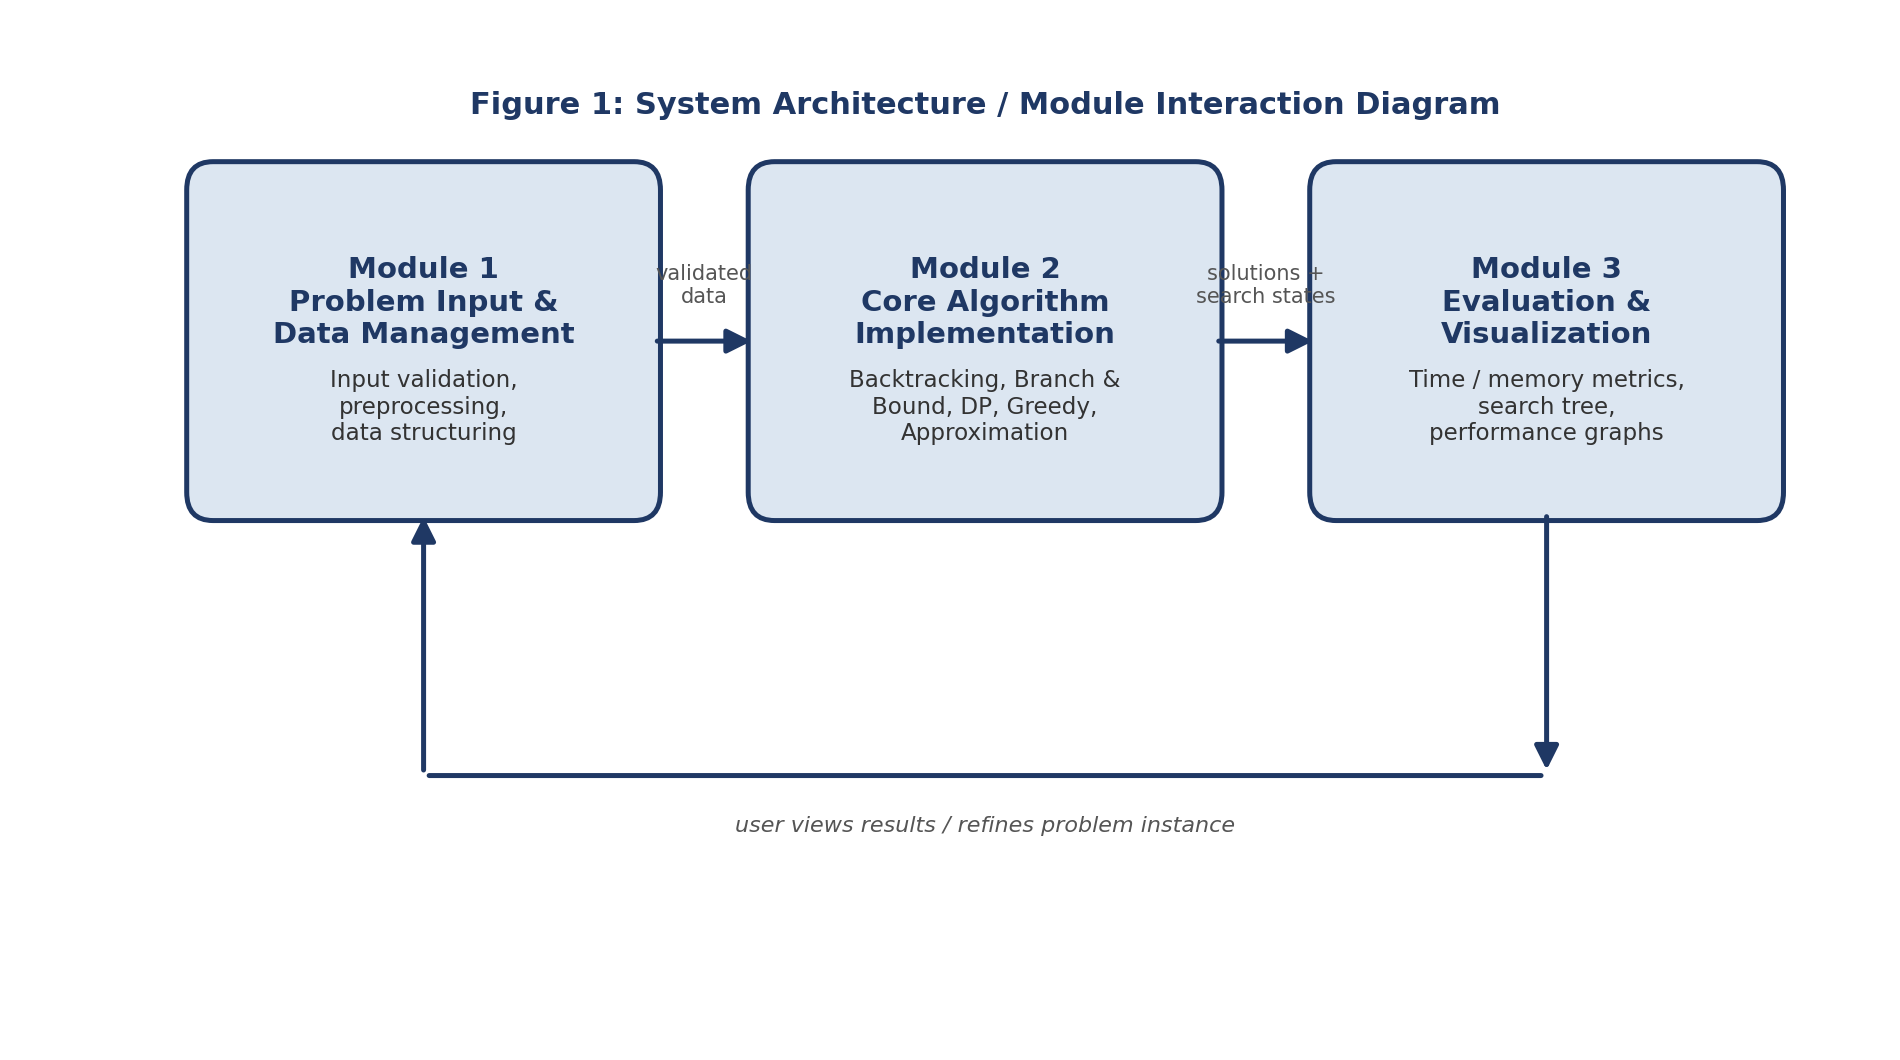 Figure 1: System Architecture / Module Interaction Diagram
Module 1
Problem Input &
Data Management
Input validation,
preprocessing,
data structuring
validated
data
Module 2
Core Algorithm
Implementation
Backtracking, Branch &
Bound, DP, Greedy,
Approximation
solutions +
search states
Module 3
Evaluation &
Visualization
Time / memory metrics,
search tree,
performance graphs
user views results / refines problem instance